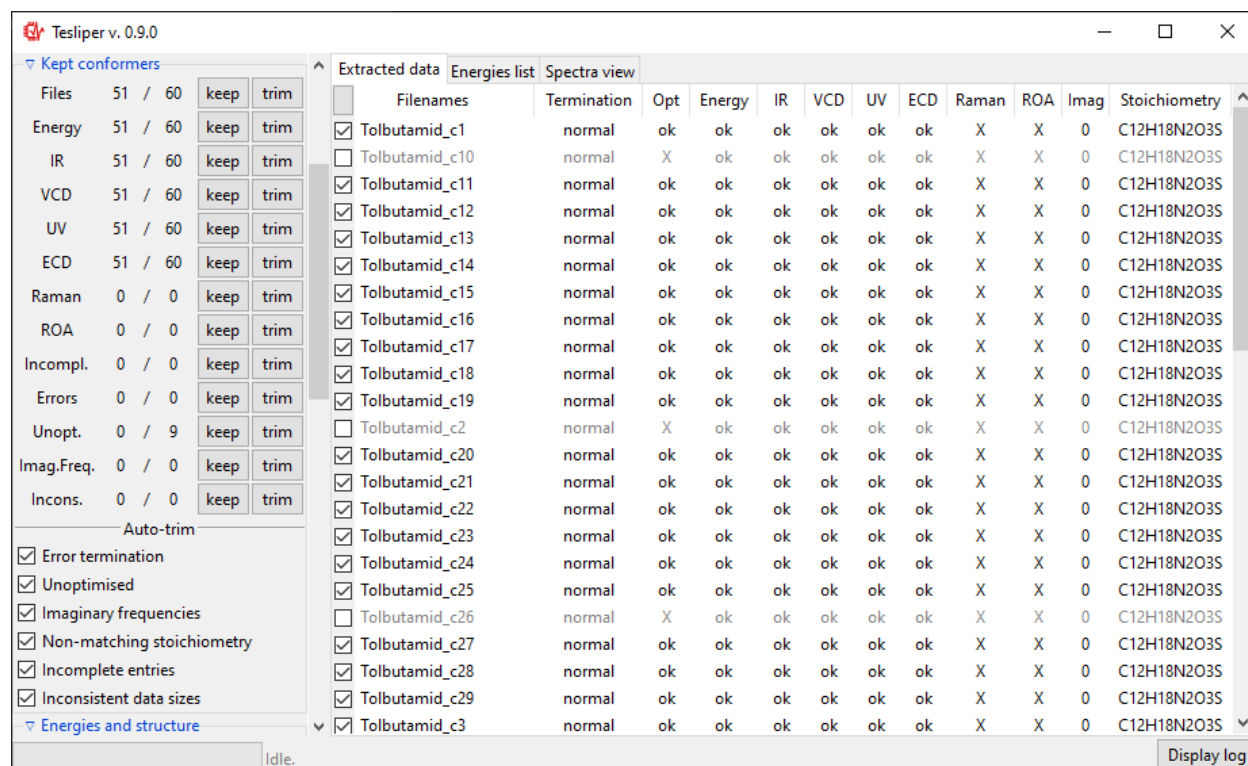 Tesliper v. 0.9.0
Kept conformers
Files 51 / 60 keep trim
Energy 51 / 60 keep trim
IR 51 / 60 keep trim
VCD 51 / 60 keep trim
UV 51 / 60 keep trim
ECD 51 / 60 keep trim
Raman 0 / 0 keep trim
ROA 0 / 0 keep trim
Incompl. 0 / 0 keep trim
Errors 0 / 0 keep trim
Unopt. 0 / 9 keep trim
Imag.Freq. 0 / 0 keep trim
Incons. 0 / 0 keep trim
Auto-trim
Error termination
Unoptimised
Imaginary frequencies
Non-matching stoichiometry
Incomplete entries
Inconsistent data sizes
Energies and structure
Extracted data Energies list Spectra view
Filenames Termination Opt Energy IR VCD UV ECD Raman ROA Imag Stoichiometry
Tolbutamid_c1 normal ok ok ok ok ok ok X X 0 C12H18N2O3S
Tolbutamid_c10 normal X ok ok ok ok ok X X 0 C12H18N2O3S
Tolbutamid_c11 normal ok ok ok ok ok ok X X 0 C12H18N2O3S
Tolbutamid_c12 normal ok ok ok ok ok ok X X 0 C12H18N2O3S
Tolbutamid_c13 normal ok ok ok ok ok ok X X 0 C12H18N2O3S
Tolbutamid_c14 normal ok ok ok ok ok ok X X 0 C12H18N2O3S
Tolbutamid_c15 normal ok ok ok ok ok ok X X 0 C12H18N2O3S
Tolbutamid_c16 normal ok ok ok ok ok ok X X 0 C12H18N2O3S
Tolbutamid_c17 normal ok ok ok ok ok ok X X 0 C12H18N2O3S
Tolbutamid_c18 normal ok ok ok ok ok ok X X 0 C12H18N2O3S
Tolbutamid_c19 normal ok ok ok ok ok ok X X 0 C12H18N2O3S
Tolbutamid_c2 normal X ok ok ok ok ok X X 0 C12H18N2O3S
Tolbutamid_c20 normal ok ok ok ok ok ok X X 0 C12H18N2O3S
Tolbutamid_c21 normal ok ok ok ok ok ok X X 0 C12H18N2O3S
Tolbutamid_c22 normal ok ok ok ok ok ok X X 0 C12H18N2O3S
Tolbutamid_c23 normal ok ok ok ok ok ok X X 0 C12H18N2O3S
Tolbutamid_c24 normal ok ok ok ok ok ok X X 0 C12H18N2O3S
Tolbutamid_c25 normal ok ok ok ok ok ok X X 0 C12H18N2O3S
Tolbutamid_c26 normal X ok ok ok ok ok X X 0 C12H18N2O3S
Tolbutamid_c27 normal ok ok ok ok ok ok X X 0 C12H18N2O3S
Tolbutamid_c28 normal ok ok ok ok ok ok X X 0 C12H18N2O3S
Tolbutamid_c29 normal ok ok ok ok ok ok X X 0 C12H18N2O3S
Tolbutamid_c3 normal ok ok ok ok ok ok X X 0 C12H18N2O3S
Idle.
Display log